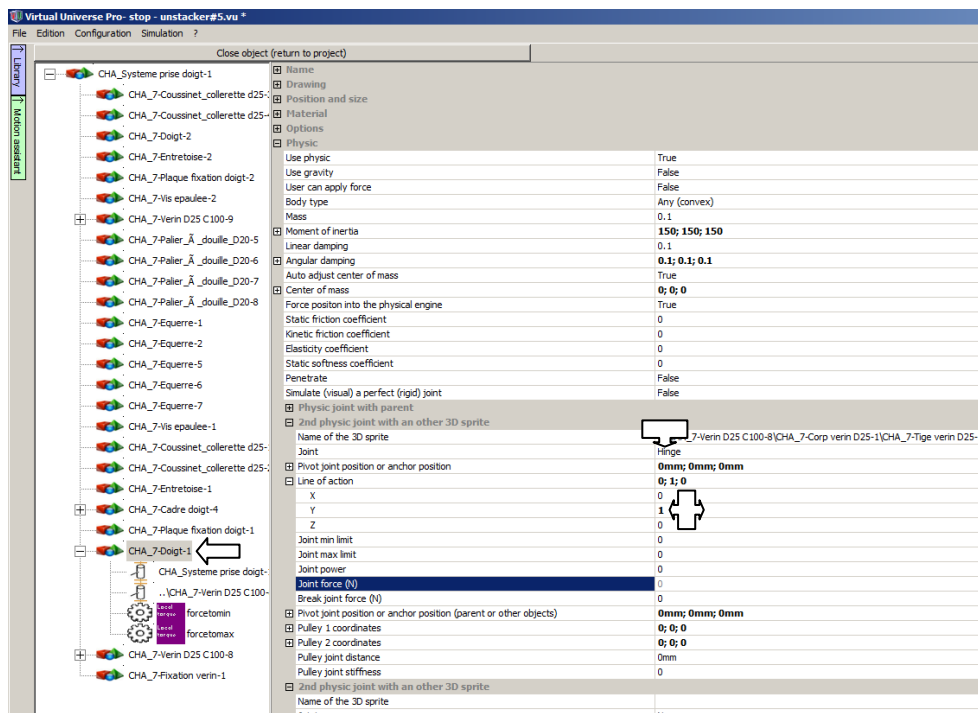 Virtual Universe Pro- stop - unstacker#5.vu *
File Edition Configuration Simulation ?
Close object (return to project)
Library
Motion assistant
CHA_Systeme prise doigt-1
CHA_7-Coussinet_collerette d25-
CHA_7-Coussinet_collerette d25-
CHA_7-Doigt-2
CHA_7-Entretoise-2
CHA_7-Plaque fixation doigt-2
CHA_7-Vis epaulee-2
CHA_7-Verin D25 C100-9
CHA_7-Palier_Ã _douille_D20-5
CHA_7-Palier_Ã _douille_D20-6
CHA_7-Palier_Ã _douille_D20-7
CHA_7-Palier_Ã _douille_D20-8
CHA_7-Equerre-1
CHA_7-Equerre-2
CHA_7-Equerre-5
CHA_7-Equerre-6
CHA_7-Equerre-7
CHA_7-Vis epaulee-1
CHA_7-Coussinet_collerette d25-
CHA_7-Coussinet_collerette d25-
CHA_7-Entretoise-1
CHA_7-Cadre doigt-4
CHA_7-Plaque fixation doigt-1
CHA_7-Doigt-1
CHA_Systeme prise doigt-
..\CHA_7-Verin D25 C100-
Local torque forcetomin
Local torque forcetomax
CHA_7-Verin D25 C100-8
CHA_7-Fixation verin-1
Name
Drawing
Position and size
Material
Options
Physic
Use physic True
Use gravity False
User can apply force False
Body type Any (convex)
Mass 0.1
Moment of inertia 150; 150; 150
Linear damping 0.1
Angular damping 0.1; 0.1; 0.1
Auto adjust center of mass True
Center of mass 0; 0; 0
Force positon into the physical engine True
Static friction coefficient 0
Kinetic friction coefficient 0
Elasticity coefficient 0
Static softness coefficient 0
Penetrate False
Simulate (visual) a perfect (rigid) joint False
Physic joint with parent
2nd physic joint with an other 3D sprite
Name of the 3D sprite _7-Verin D25 C100-8\CHA_7-Corp verin D25-1\CHA_7-Tige verin D25-
Joint Hinge
Pivot joint position or anchor position 0mm; 0mm; 0mm
Line of action 0; 1; 0
X 0
Y 1
Z 0
Joint min limit 0
Joint max limit 0
Joint power 0
Joint force (N) 0
Break joint force (N) 0
Pivot joint position or anchor position (parent or other objects) 0mm; 0mm; 0mm
Pulley 1 coordinates 0; 0; 0
Pulley 2 coordinates 0; 0; 0
Pulley joint distance 0mm
Pulley joint stiffness 0
2nd physic joint with an other 3D sprite
Name of the 3D sprite